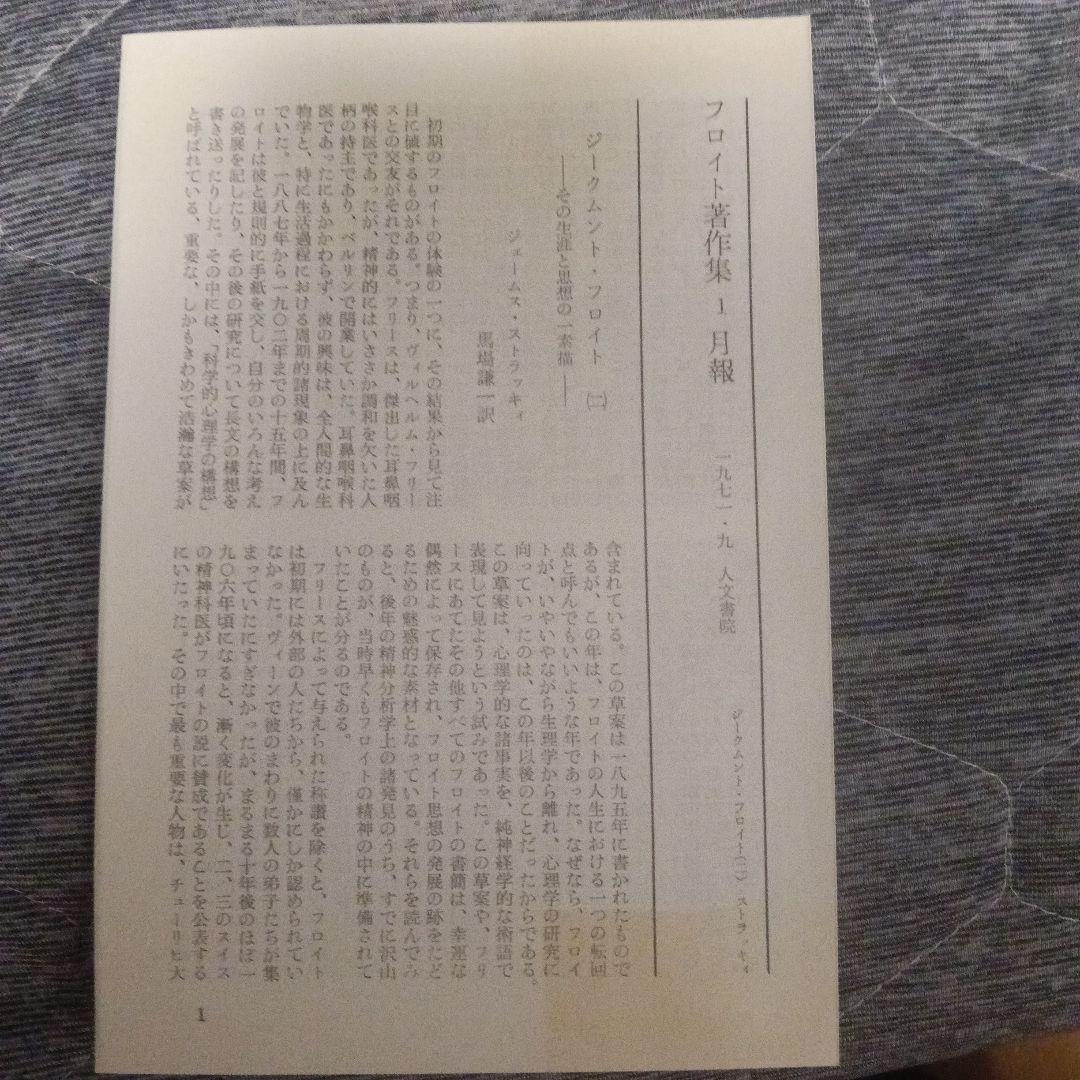 フロイト著作集 1 月報
一九七一・九 人文書院
ジークムント・フロイト(二)・ストラッキィ
ジークムント・フロイト (二)
――その生涯と思想の一素描――
ジェームス・ストラッキィ
馬場謙一訳
初期のフロイトの体験の一つに、その結果から見て注
目に値するものがある。つまり、ヴィルヘルム・フリー
スとの交友がそれである。フリースは、傑出した耳鼻咽
喉科医であったが、精神的にはいささか調和を欠いた人
柄の持主であり、ベルリンで開業していた。耳鼻咽喉科
医であったにもかかわらず、彼の興味は、全人間的な生
物学と、特に生活過程における周期的諸現象の上に及ん
でいた。一八八七年から一九〇二年までの十五年間、フ
ロイトは彼と規則的に手紙を交し、自分のいろんな考え
の発展を記したり、その後の研究について長文の構想を
書き送ったりした。その中には、「科学的心理学の構想」
と呼ばれている、重要な、しかもきわめて浩瀚な草案が
含まれている。この草案は一八九五年に書かれたもので
あるが、この年は、フロイトの人生における一つの転回
点と呼んでもいいような年であった。なぜなら、フロイ
トが、いやいやながら生理学から離れ、心理学の研究に
向っていったのは、この年以後のことだったからである。
この草案は、心理学的な諸事実を、純神経学的な術語で
表現して見ようという試みであった。この草案や、フリ
ースにあてたその他すべてのフロイトの書簡は、幸運な
偶然によって保存され、フロイト思想の発展の跡をたど
るための魅惑的な素材となっている。それらを読んでみ
ると、後年の精神分析学上の諸発見のうち、すでに沢山
のものが、当時早くもフロイトの精神の中に準備されて
いたことが分るのである。
フリースによって与えられた称讃を除くと、フロイト
は初期には外部の人たちから、僅かにしか認められてい
なかった。ヴィーンで彼のまわりに数人の弟子たちが集
まっていたにすぎなかったが、まるまる十年後のほぼ一
九〇六年頃になると、漸く変化が生じ、二、三のスイス
の精神科医がフロイトの説に賛成であることを公表する
にいたった。その中で最も重要な人物は、チューリヒ大
1